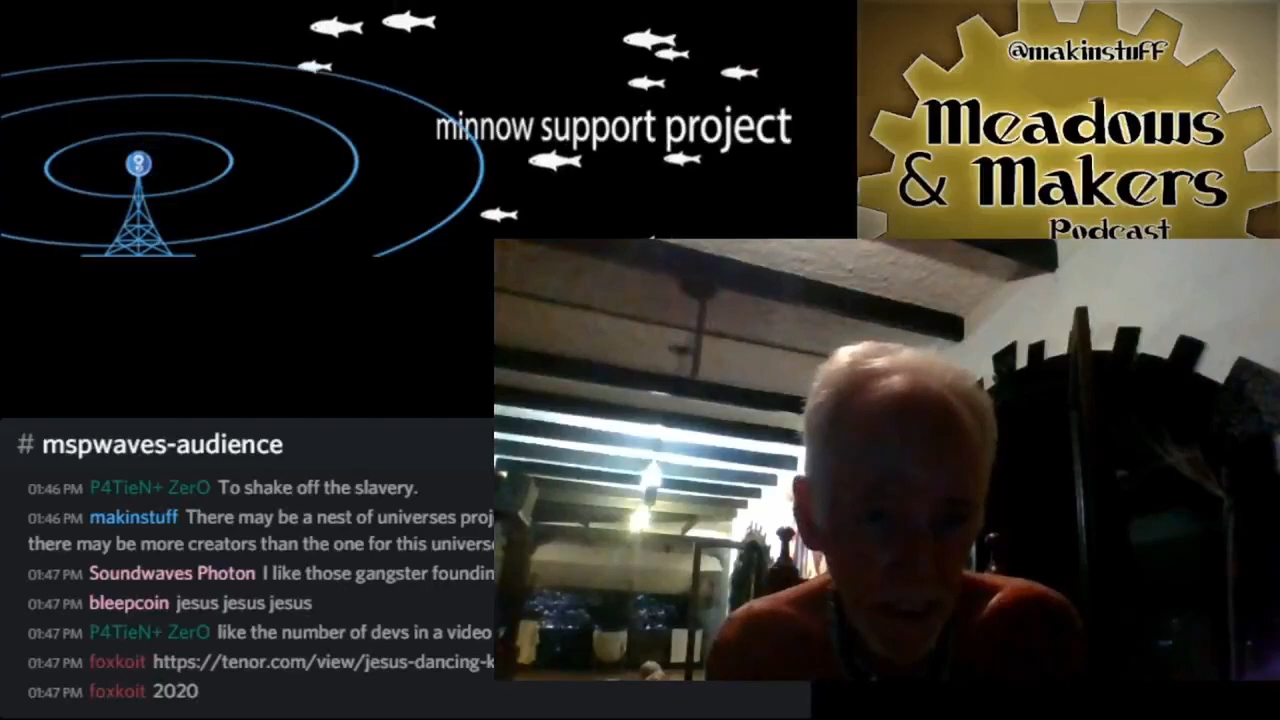 minnow support project
@makinstuff
Meadows
& Makers
Podcast
# mspwaves-audience
01:46 PM P4TieN+ ZerO To shake off the slavery.
01:46 PM makinstuff There may be a nest of universes proj
there may be more creators than the one for this univers
01:47 PM Soundwaves Photon I like those gangster foundin
01:47 PM bleepcoin jesus jesus jesus
01:47 PM P4TieN+ ZerO like the number of devs in a video
01:47 PM foxkoit https://tenor.com/view/jesus-dancing-k
01:47 PM foxkoit 2020